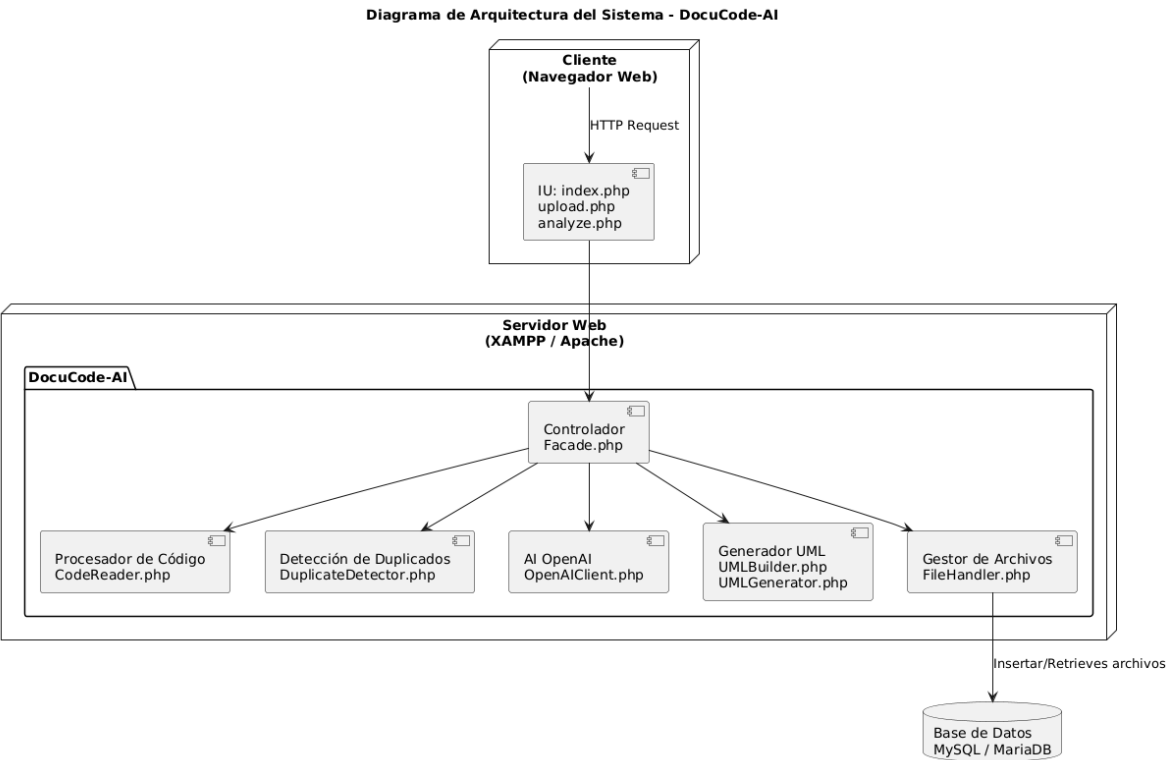 Diagrama de Arquitectura del Sistema - DocuCode-AI
Cliente
(Navegador Web)
HTTP Request
IU: index.php
upload.php
analyze.php
Servidor Web
(XAMPP / Apache)
DocuCode-AI
Controlador
Facade.php
Procesador de Código
CodeReader.php
Detección de Duplicados
DuplicateDetector.php
AI OpenAI
OpenAIClient.php
Generador UML
UMLBuilder.php
UMLGenerator.php
Gestor de Archivos
FileHandler.php
Insertar/Retrieves archivos
Base de Datos
MySQL / MariaDB